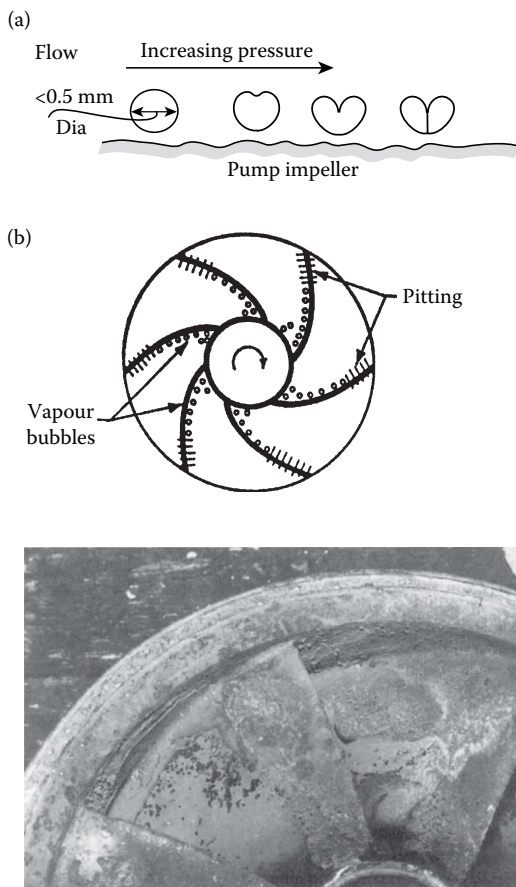 (a)
Flow
Increasing pressure
<0.5 mm
Dia
Pump impeller
(b)
Pitting
Vapour
bubbles